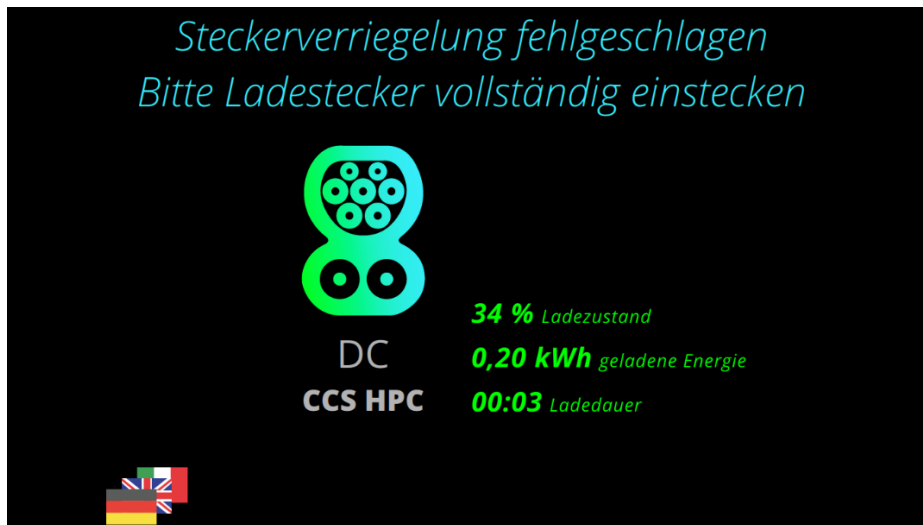 Steckerverriegelung fehlgeschlagen
Bitte Ladestecker vollständig einstecken
34 % Ladezustand
DC
0,20 kWh geladene Energie
CCS HPC
00:03 Ladedauer